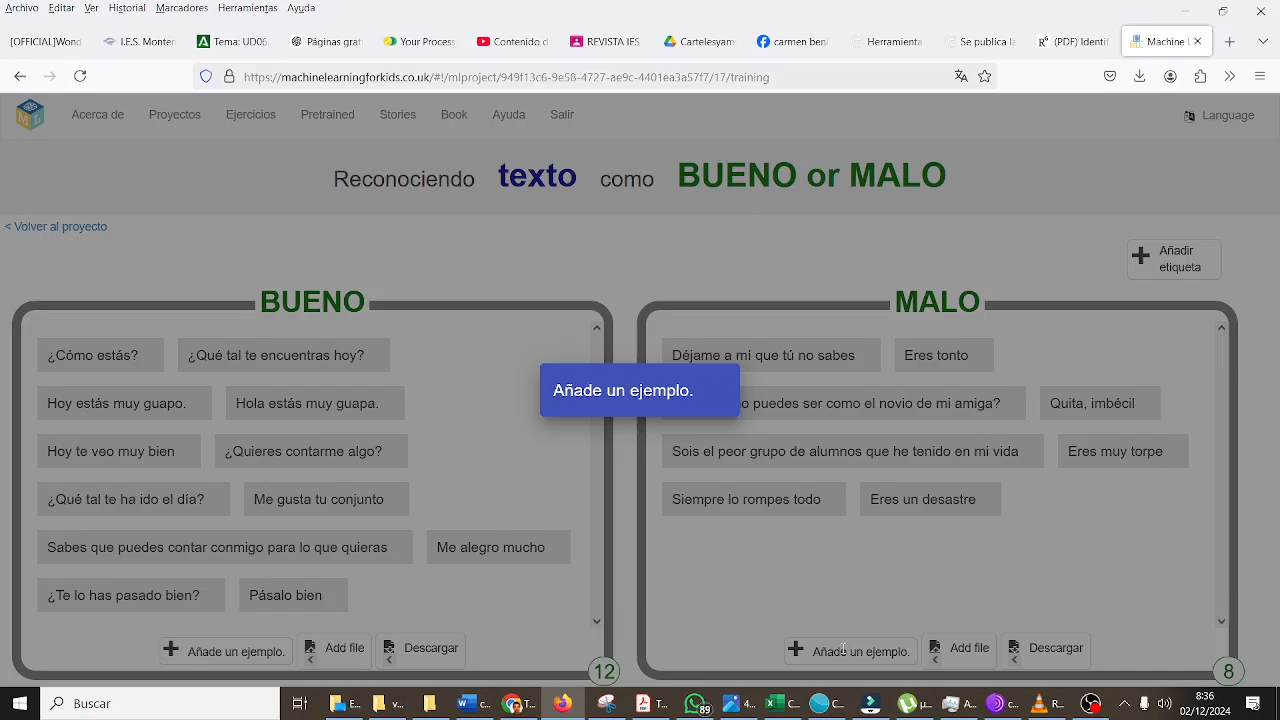 Archivo Editar Ver Historial Marcadores Herramientas Ayuda
[OFFICIAL]Wind I.E.S. Monter Tema: UD06. Páginas grat Your Process Contenido d REVISTA IES Cartelesyam carmen beni Herramienta Se publica la (PDF) Identifi Machine l
https://machinelearningforkids.co.uk/#!/mlproject/949f13c6-9e58-4727-ae9c-4401ea3a57f7/17/training
Acerca de Proyectos Ejercicios Pretrained Stories Book Ayuda Salir Language
Reconociendo texto como BUENO or MALO
< Volver al proyecto
Añadir
etiqueta
BUENO
¿Cómo estás? ¿Qué tal te encuentras hoy?
Hoy estás muy guapo. Hola estás muy guapa.
Hoy te veo muy bien ¿Quieres contarme algo?
¿Qué tal te ha ido el día? Me gusta tu conjunto
Sabes que puedes contar conmigo para lo que quieras Me alegro mucho
¿Te lo has pasado bien? Pásalo bien
Añade un ejemplo. Add file Descargar
12
MALO
Déjame a mí que tú no sabes Eres tonto
o puedes ser como el novio de mi amiga? Quita, imbécil
Sois el peor grupo de alumnos que he tenido en mi vida Eres muy torpe
Siempre lo rompes todo Eres un desastre
Añade un ejemplo. Add file Descargar
8
Añade un ejemplo.
Buscar
89
8:36
02/12/2024